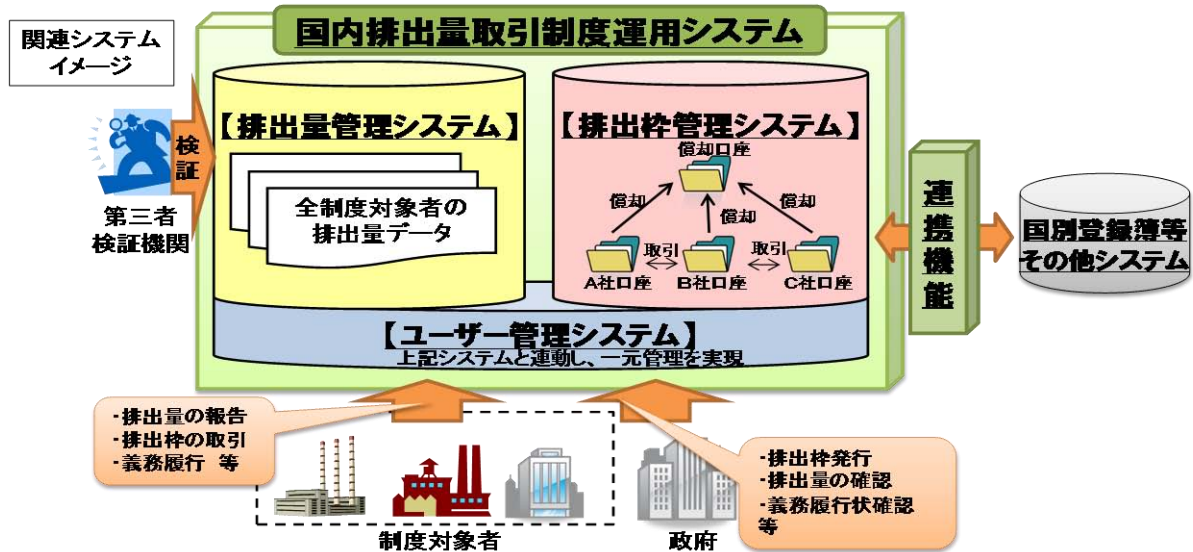 関連システム
イメージ
国内排出量取引制度運用システム
【排出量管理システム】
全制度対象者の
排出量データ
【排出枠管理システム】
償却口座
償却
償却
償却
取引
取引
A社口座
B社口座
C社口座
検証
第三者
検証機関
連携機能
国別登録簿等
その他システム
【ユーザー管理システム】
上記システムと連動し、一元管理を実現
・排出量の報告
・排出枠の取引
・義務履行 等
・排出枠発行
・排出量の確認
・義務履行状確認
等
制度対象者
政府